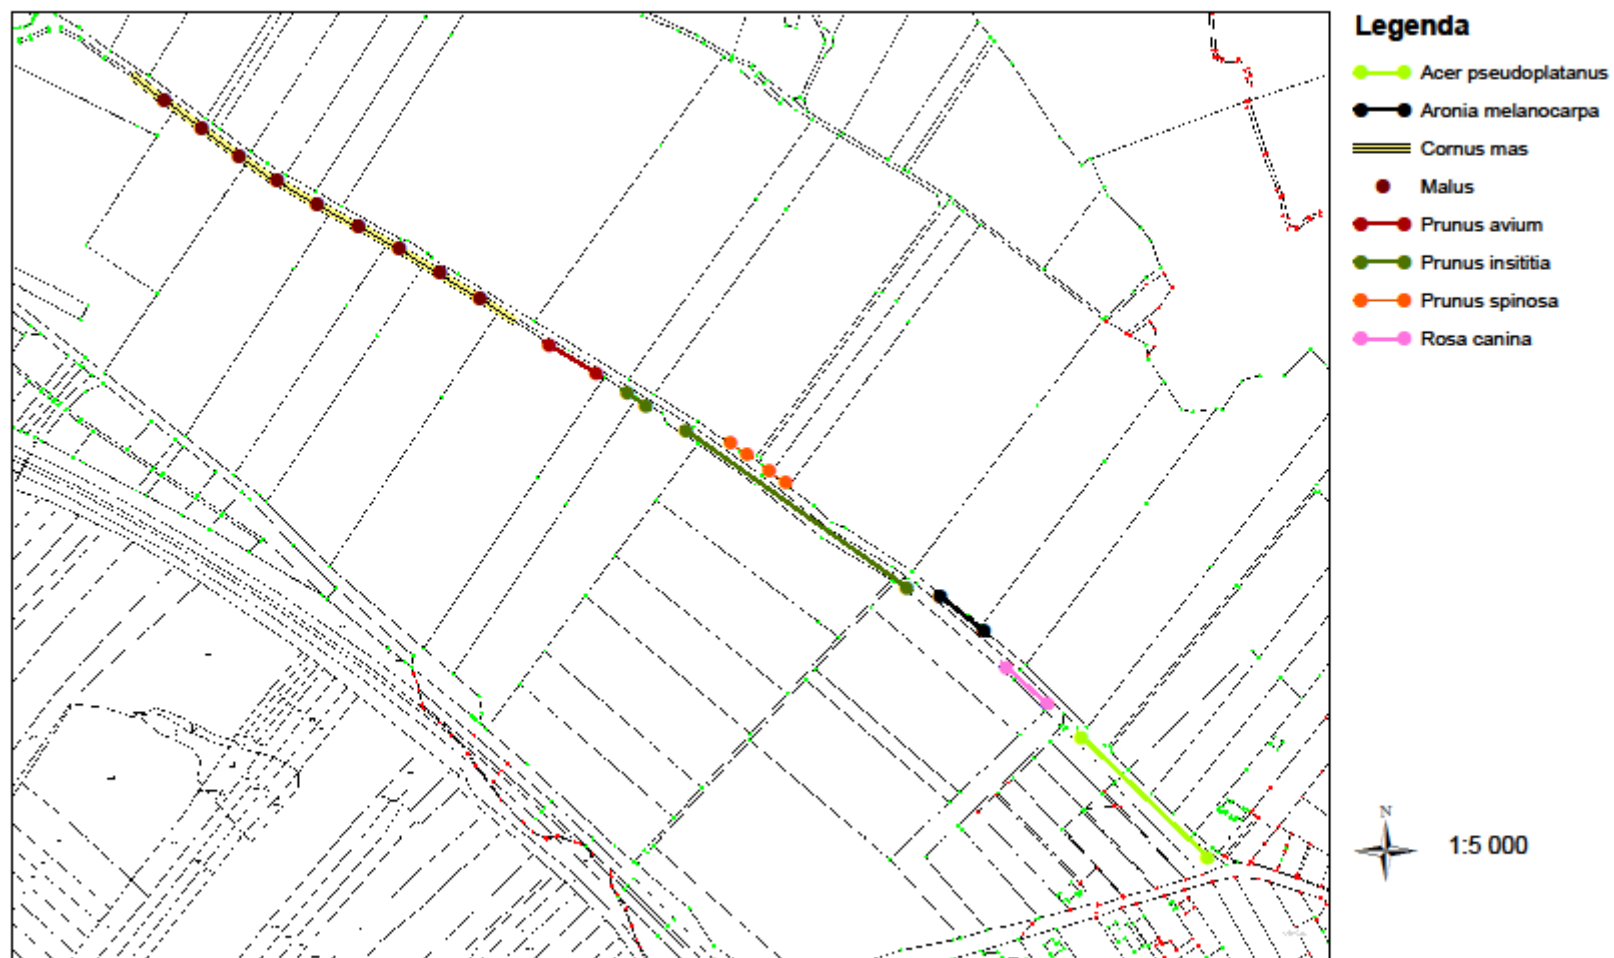 Legenda
Acer pseudoplatanus
Aronia melanocarpa
Cornus mas
Malus
Prunus avium
Prunus insititia
Prunus spinosa
Rosa canina
N
1:5 000